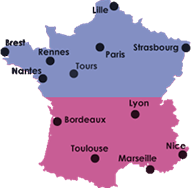 Lille
Brest
Rennes
Paris
Strasbourg
Nantes
Tours
Lyon
Bordeaux
Toulouse
Nice
Marseille